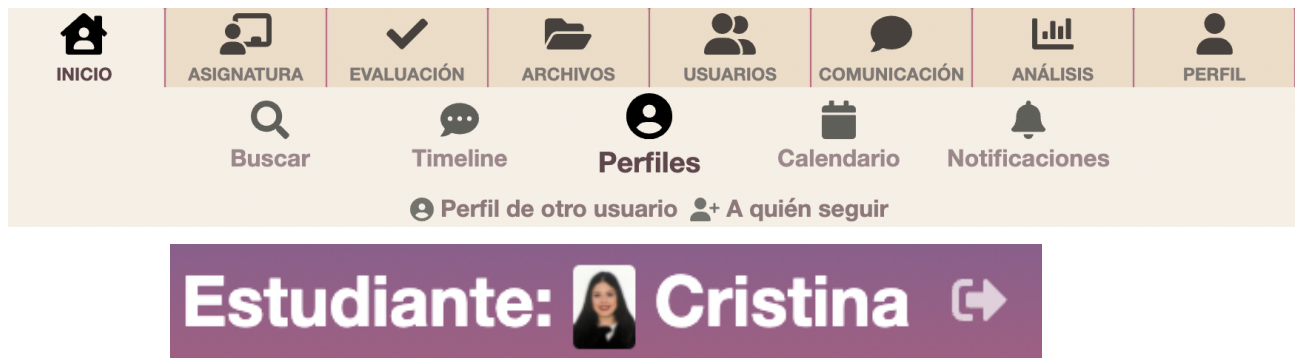 INICIO ASIGNATURA EVALUACIÓN ARCHIVOS USUARIOS COMUNICACIÓN ANÁLISIS PERFIL
Buscar Timeline Perfiles Calendario Notificaciones
Perfil de otro usuario A quién seguir
Estudiante: Cristina